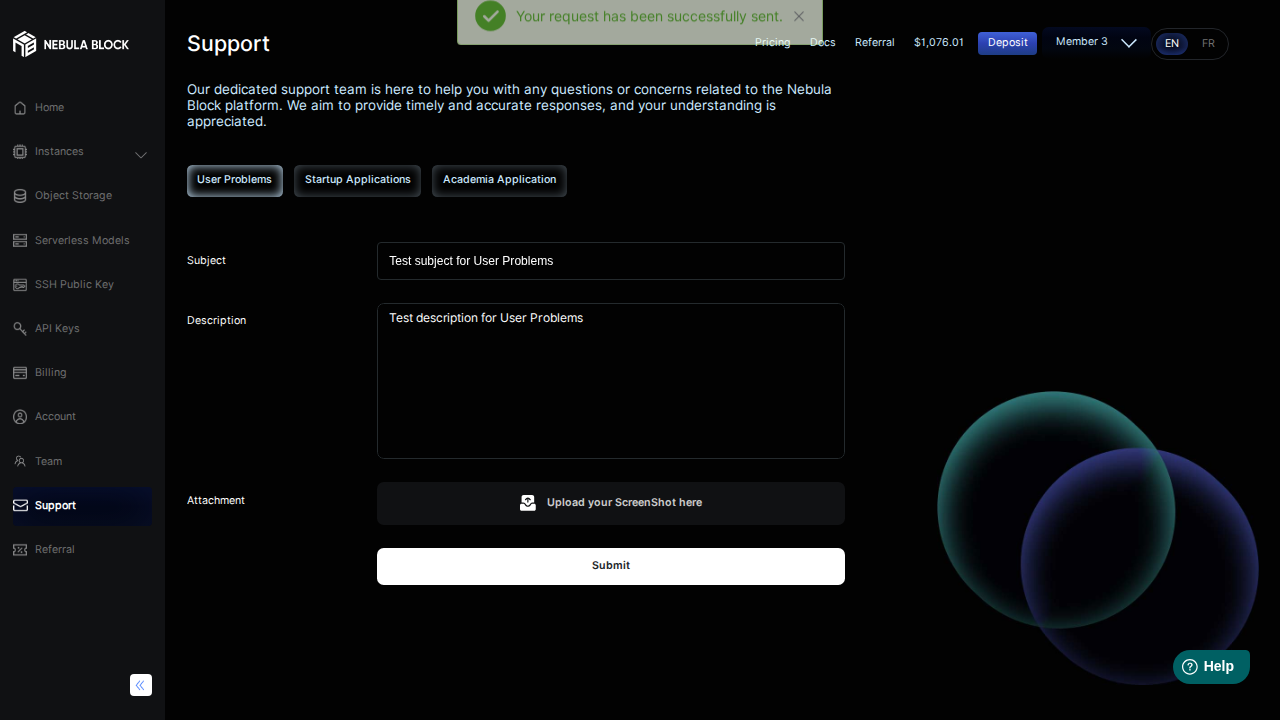 Your request has been successfully sent.
NEBULA BLOCK
Support
Pricing
Docs
Referral
$1,076.01
Deposit
Member 3
EN
FR
Our dedicated support team is here to help you with any questions or concerns related to the Nebula
Block platform. We aim to provide timely and accurate responses, and your understanding is
appreciated.
Home
Instances
Object Storage
Serverless Models
SSH Public Key
API Keys
Billing
Account
Team
Support
Referral
User Problems
Startup Applications
Academia Application
Subject
Test subject for User Problems
Description
Test description for User Problems
Attachment
Upload your ScreenShot here
Submit
Help